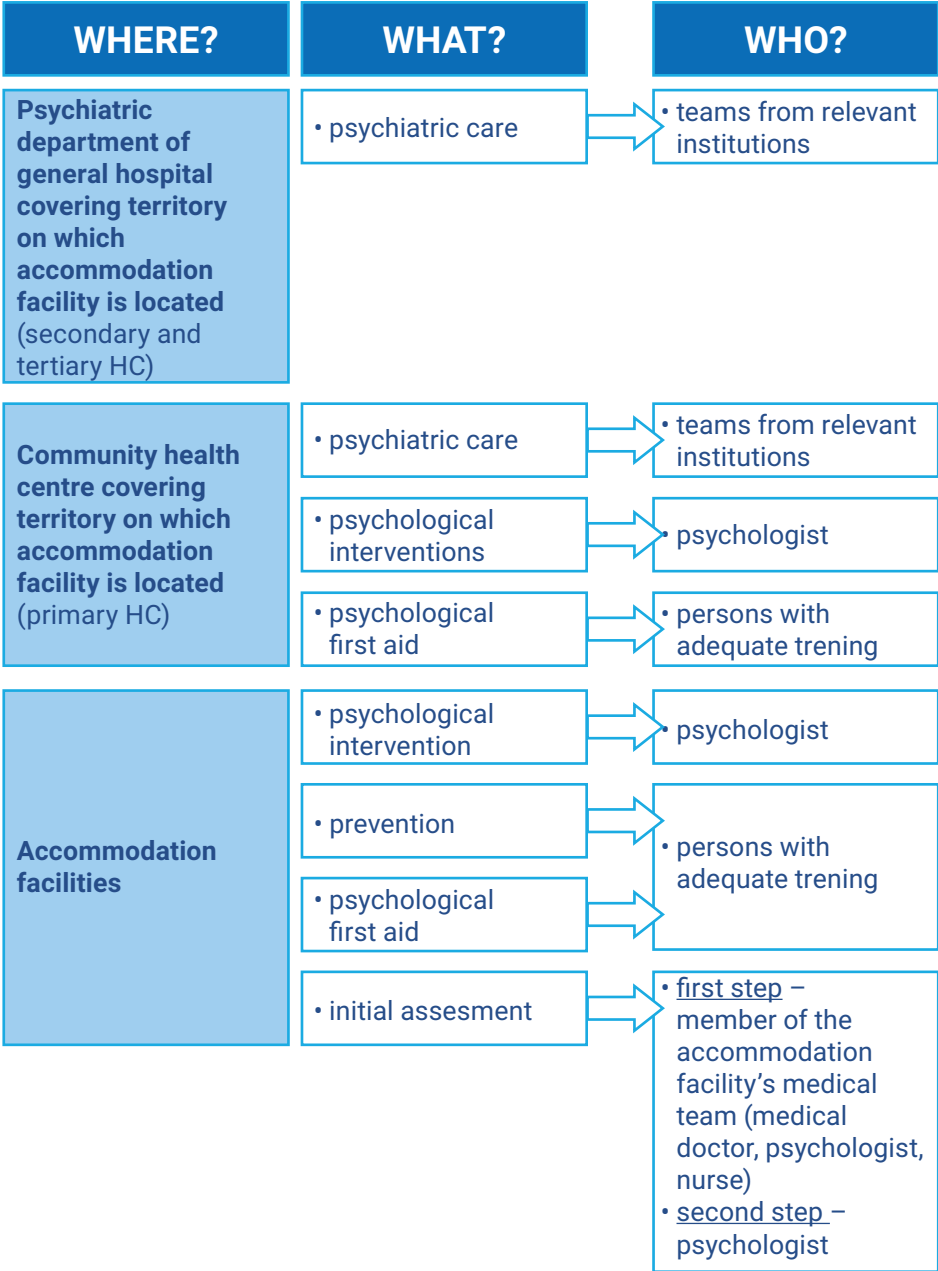 WHERE?
WHAT?
WHO?
Psychiatric
department of
general hospital
covering territory
on which
accommodation
facility is located
(secondary and
tertiary HC)
• psychiatric care
• teams from relevant
institutions
Community health
centre covering
territory on which
accommodation
facility is located
(primary HC)
• psychiatric care
• teams from relevant
institutions
• psychological
interventions
• psychologist
• psychological
first aid
• persons with
adequate trening
Accommodation
facilities
• psychological
intervention
• psychologist
• prevention
• psychological
first aid
• persons with
adequate trening
• initial assesment
• first step –
member of the
accommodation
facility’s medical
team (medical
doctor, psychologist,
nurse)
• second step –
psychologist